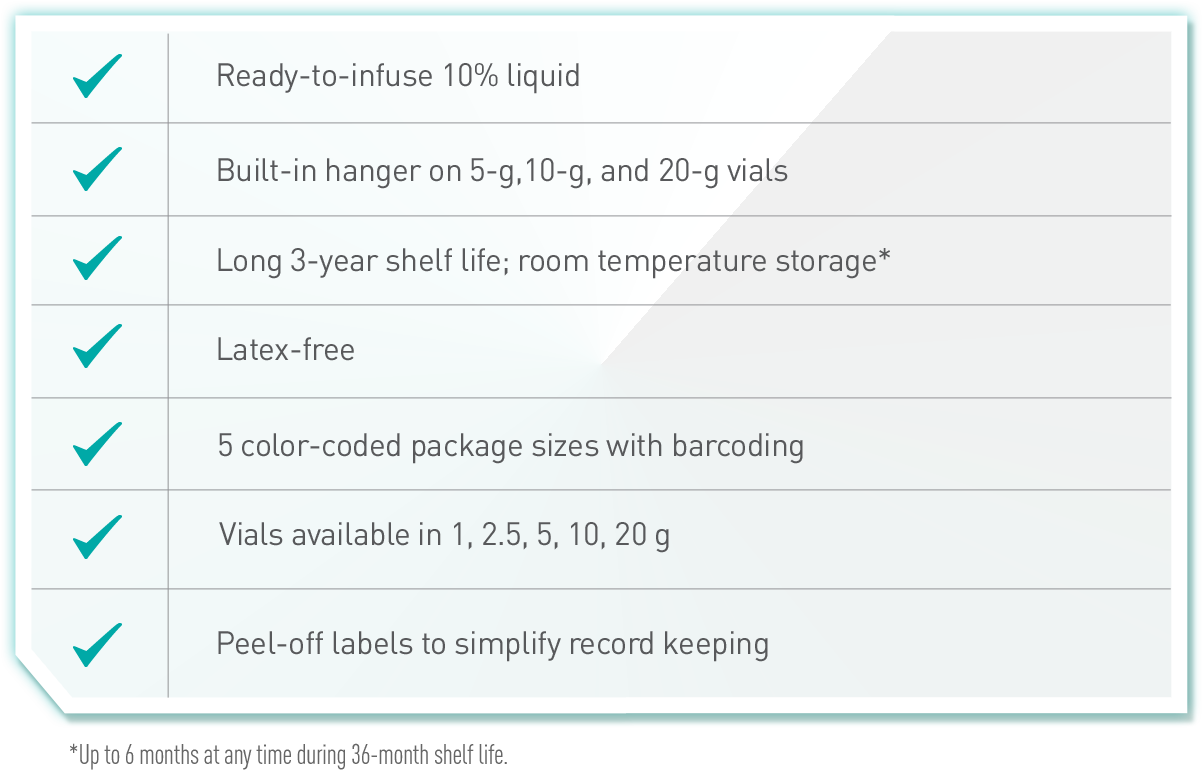 Ready-to-infuse 10% liquid
Built-in hanger on 5-g,10-g, and 20-g vials
Long 3-year shelf life; room temperature storage*
Latex-free
5 color-coded package sizes with barcoding
Vials available in 1, 2.5, 5, 10, 20 g
Peel-off labels to simplify record keeping
*Up to 6 months at any time during 36-month shelf life.